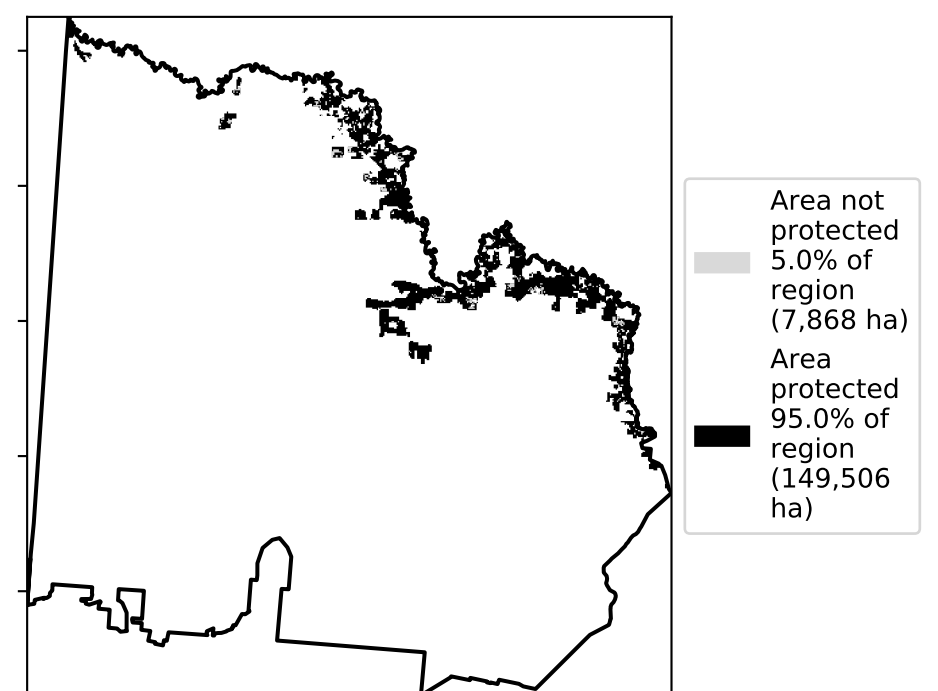 Area not
protected
5.0% of
region
(7,868 ha)
Area
protected
95.0% of
region
(149,506
ha)